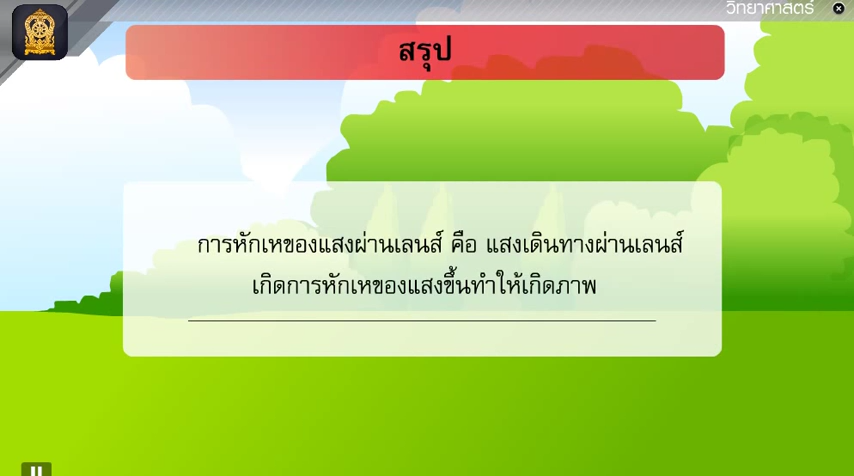 วิทยาศาสตร์
สรุป
การหักเหของแสงผ่านเลนส์ คือ แสงเดินทางผ่านเลนส์
เกิดการหักเหของแสงขึ้นทำให้เกิดภาพ